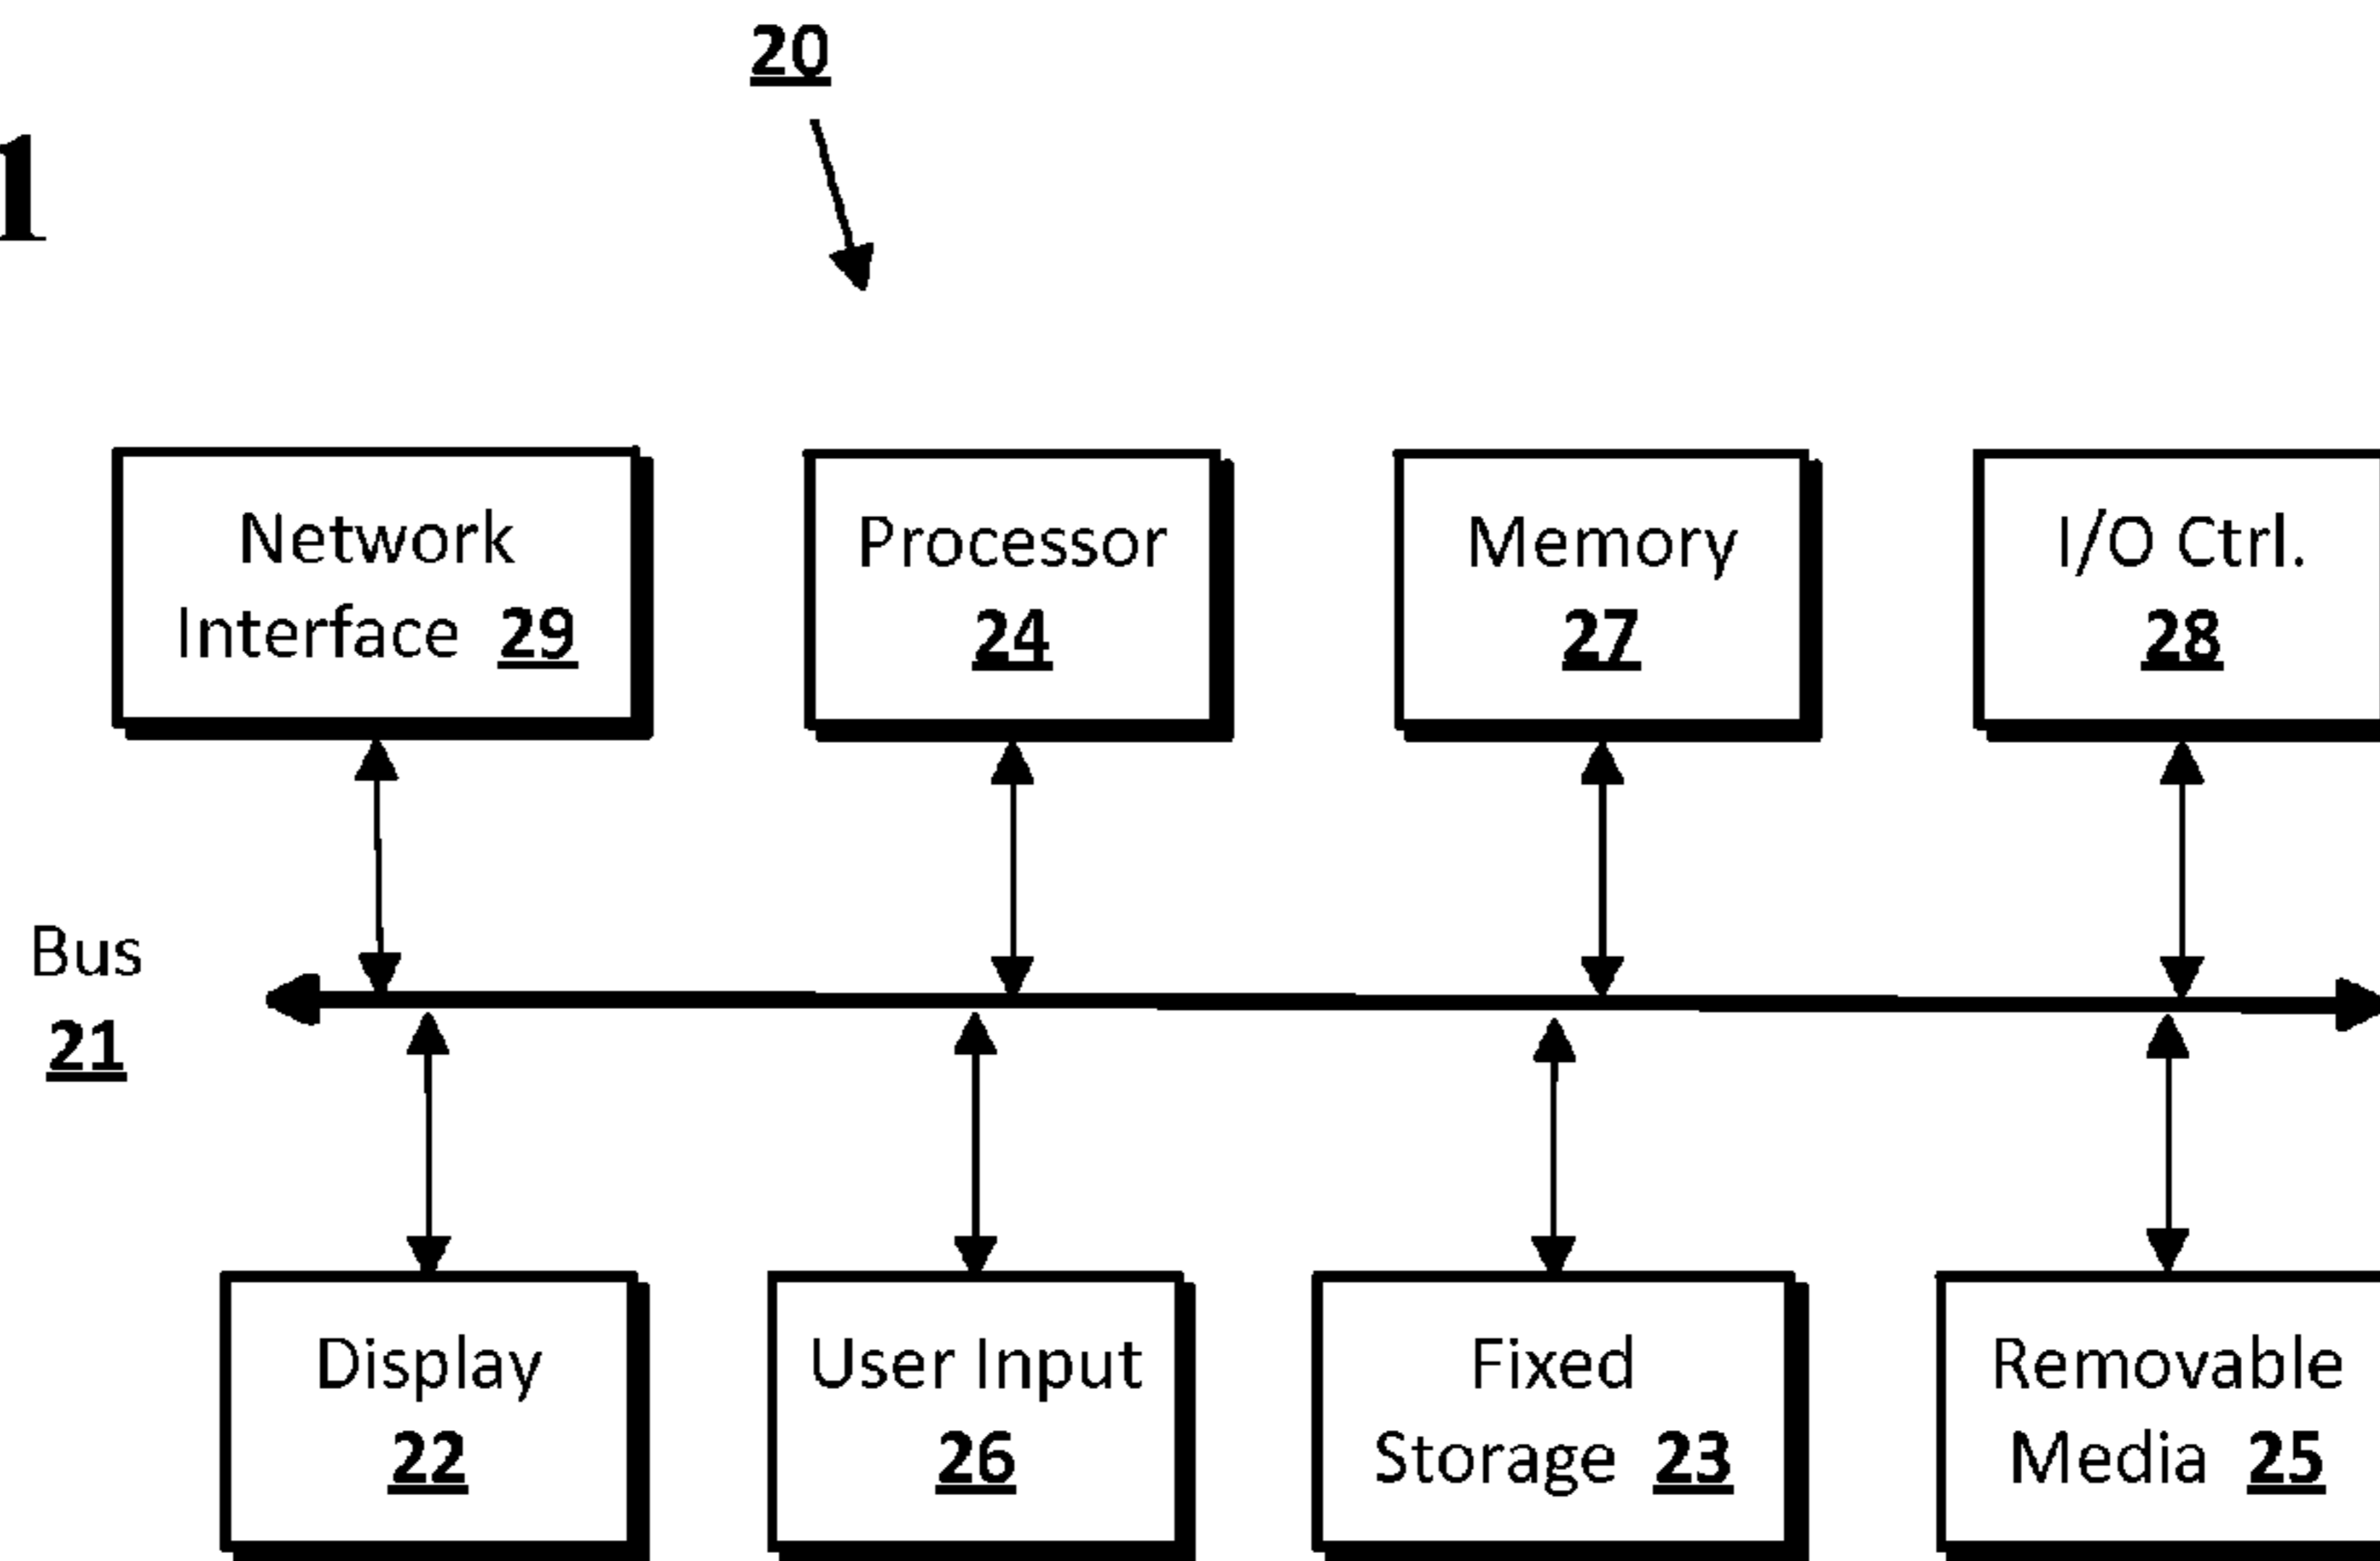 20
1
Network
Interface 29
Processor
24
Memory
27
I/O Ctrl.
28
Bus
21
Display
22
User Input
26
Fixed
Storage 23
Removable
Media 25